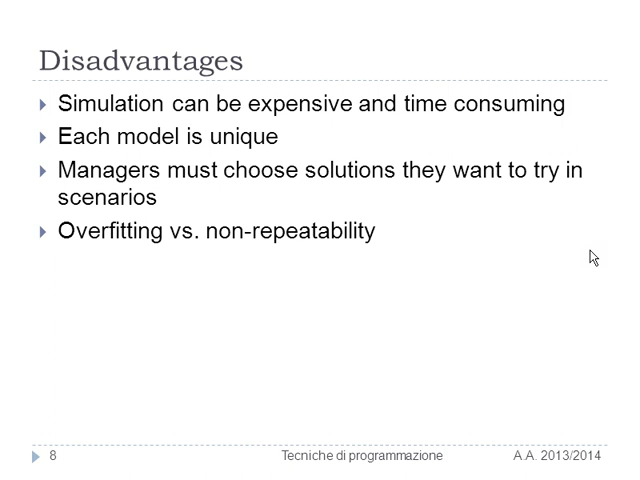 Disadvantages
Simulation can be expensive and time consuming
Each model is unique
Managers must choose solutions they want to try in
scenarios
Overfitting vs. non-repeatability
8 Tecniche di programmazione A.A. 2013/2014